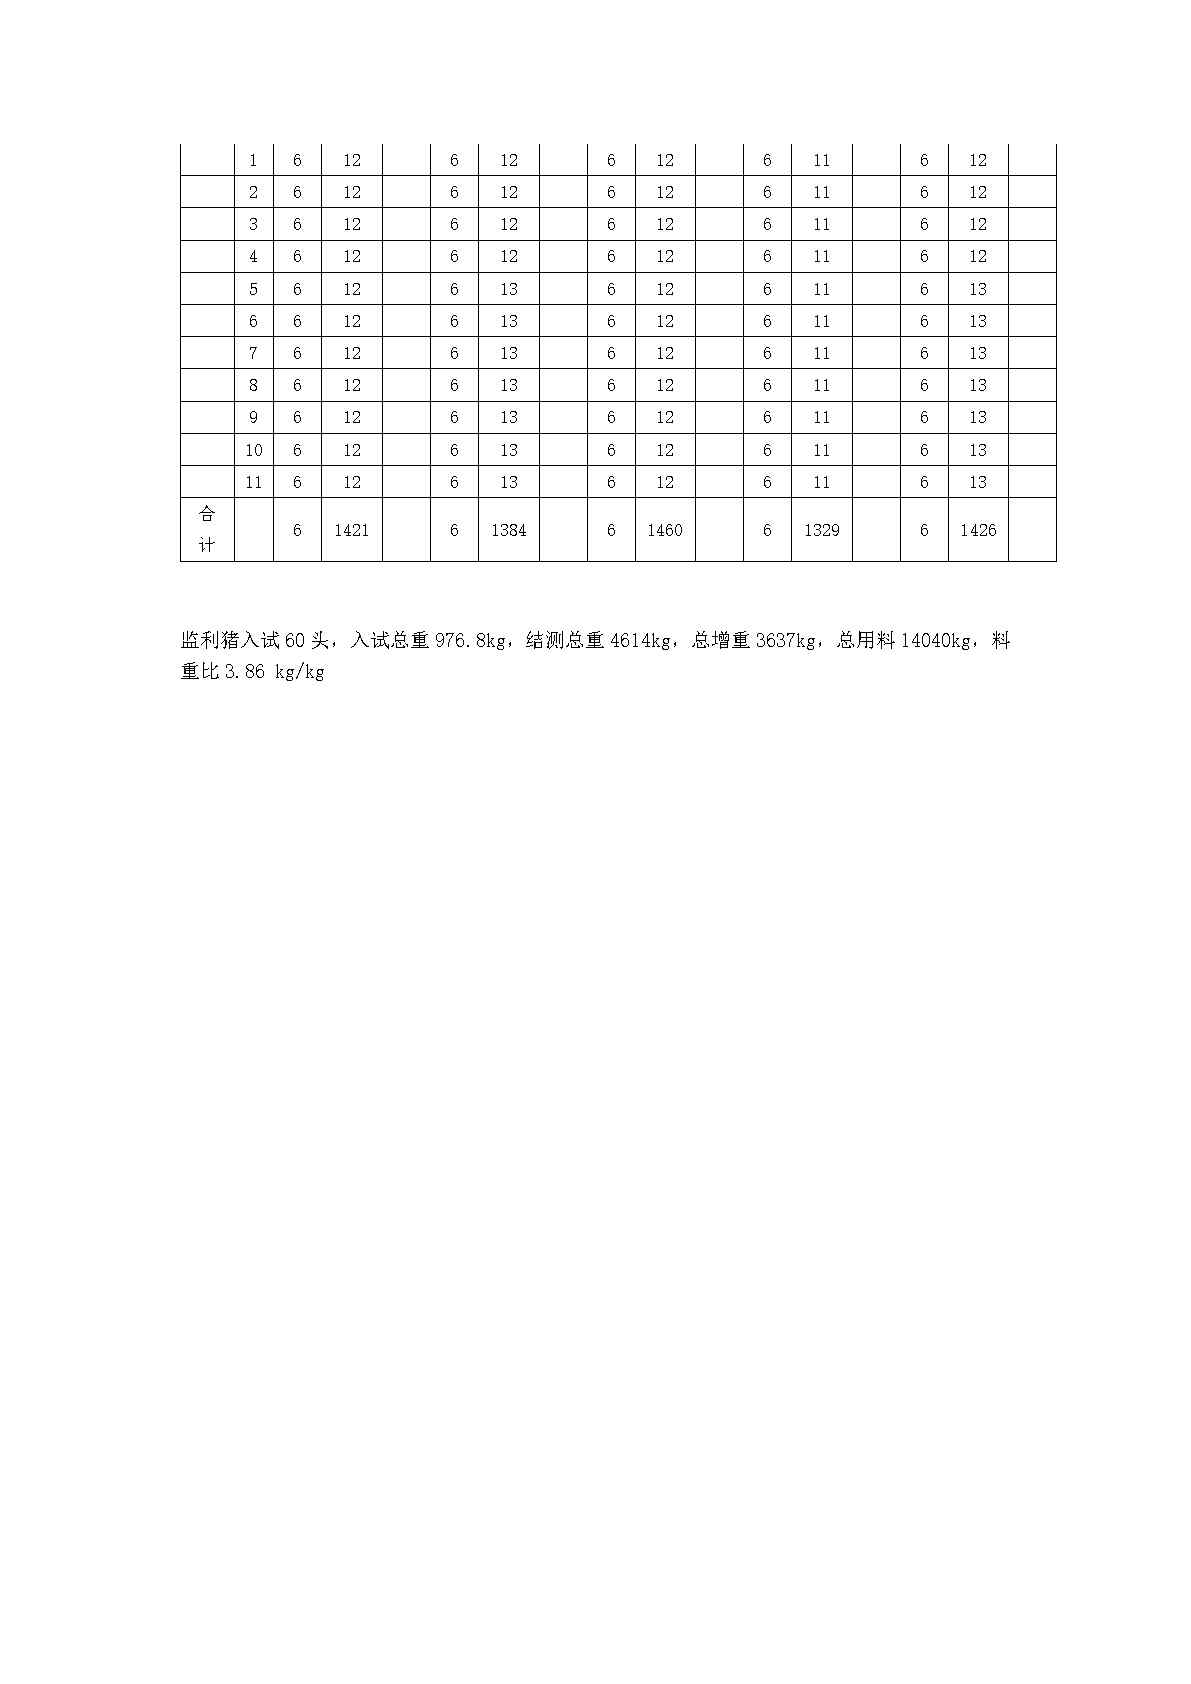 1 6 12 6 12 6 12 6 11 6 12
2 6 12 6 12 6 12 6 11 6 12
3 6 12 6 12 6 12 6 11 6 12
4 6 12 6 12 6 12 6 11 6 12
5 6 12 6 13 6 12 6 11 6 13
6 6 12 6 13 6 12 6 11 6 13
7 6 12 6 13 6 12 6 11 6 13
8 6 12 6 13 6 12 6 11 6 13
9 6 12 6 13 6 12 6 11 6 13
10 6 12 6 13 6 12 6 11 6 13
11 6 12 6 13 6 12 6 11 6 13
合计 6 1421 6 1384 6 1460 6 1329 6 1426
监利猪入试60头，入试总重976.8kg，结测总重4614kg，总增重3637kg，总用料14040kg，料
重比3.86 kg/kg